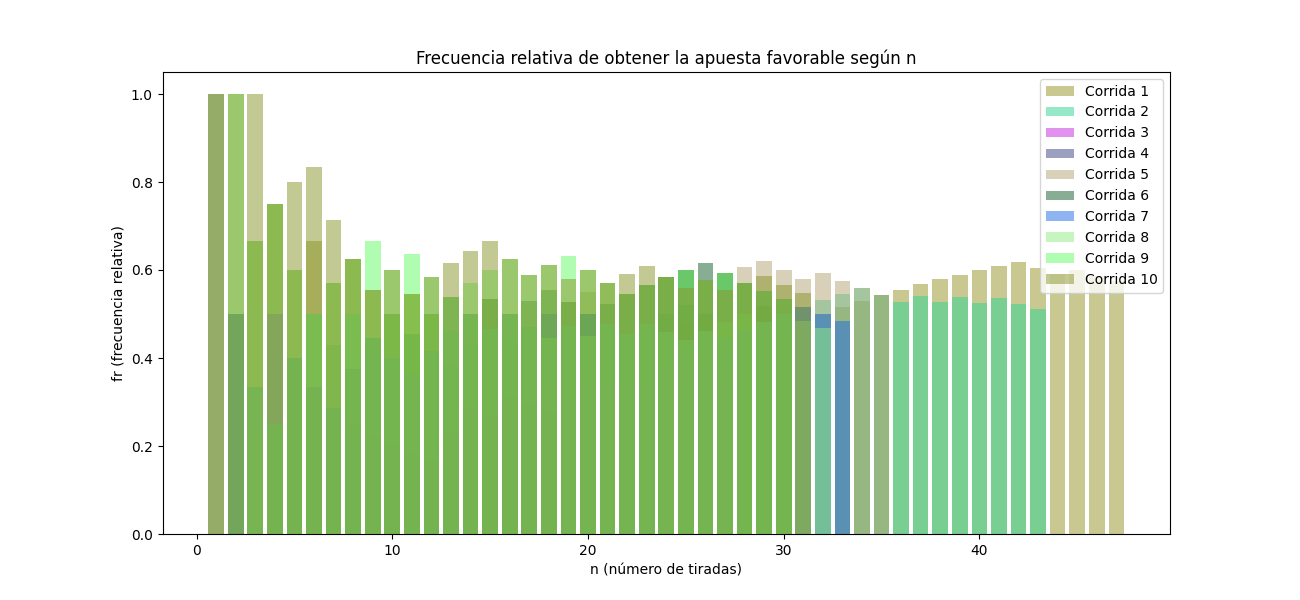 Frecuencia relativa de obtener la apuesta favorable según n
fr (frecuencia relativa)
1.0
0.8
0.6
0.4
0.2
0.0
0
10
20
30
40
n (número de tiradas)
Corrida 1
Corrida 2
Corrida 3
Corrida 4
Corrida 5
Corrida 6
Corrida 7
Corrida 8
Corrida 9
Corrida 10